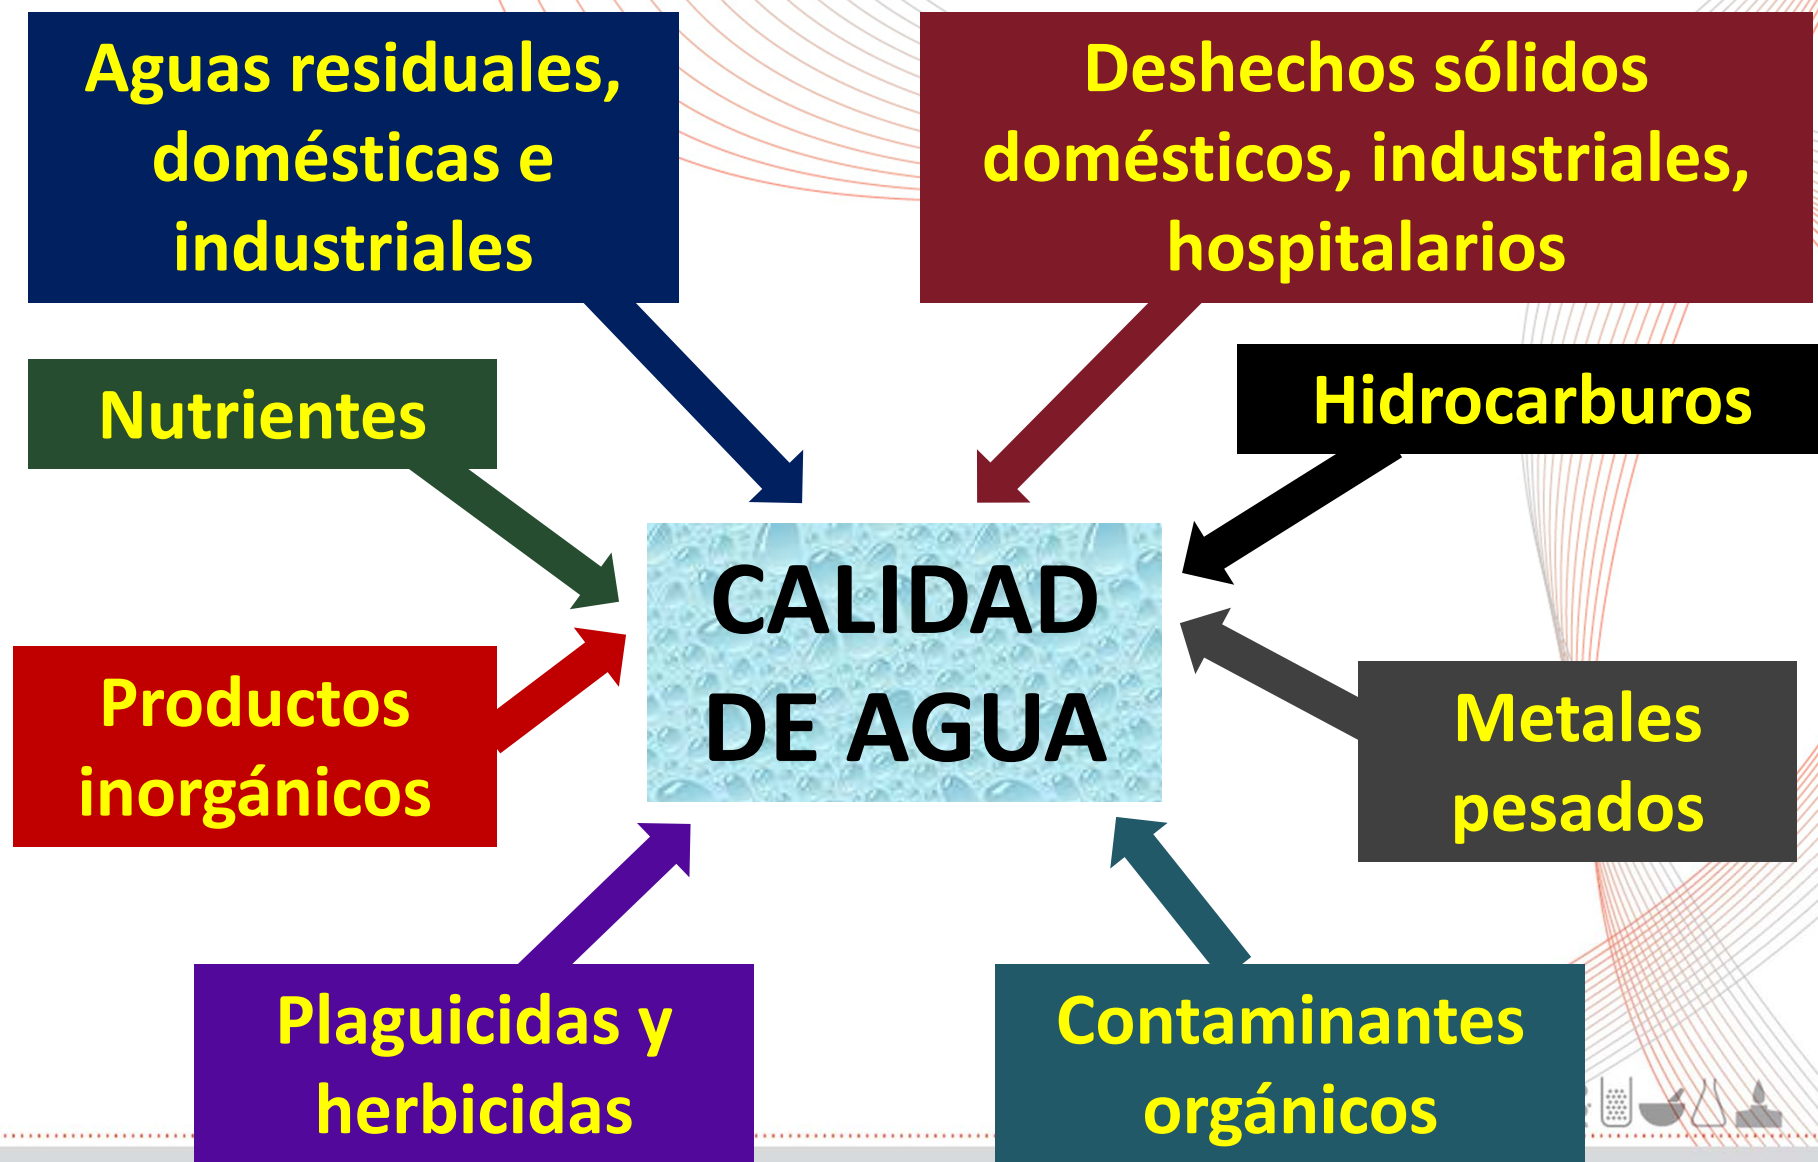 Aguas residuales,
domésticas e
industriales
Deshechos sólidos
domésticos, industriales,
hospitalarios
Nutrientes
Hidrocarburos
CALIDAD
DE AGUA
Productos
inorgánicos
Metales
pesados
Plaguicidas y
herbicidas
Contaminantes
orgánicos